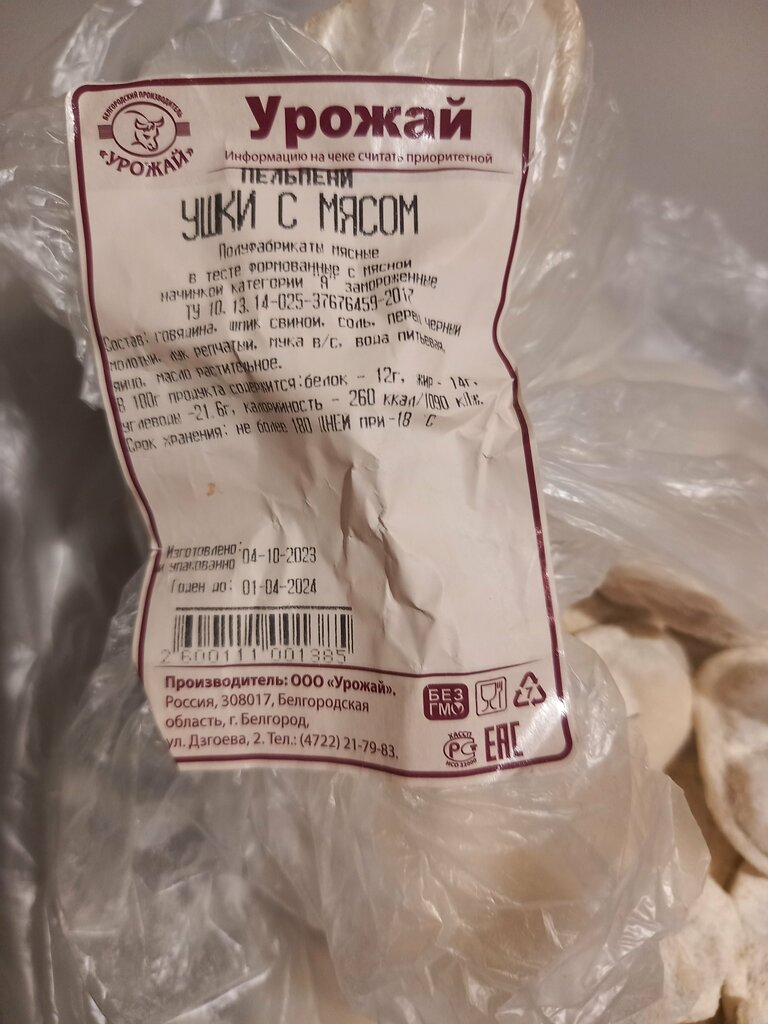 БЕЛГОРОДСКИЙ ПРОИЗВОДИТЕЛЬ
«УРОЖАЙ»
Урожай
Информацию на чеке считать приоритетной
ПЕЛЬМЕНИ
УШКИ С МЯСОМ
Полуфабрикаты мясные
в тесте формованные с мясной
начинкой категории "А" замороженные
ТУ 10.13.14-025-37676459-2017
Состав: говядина, шпик свиной, соль, перец черный
молотый, лук репчатый, мука в/с, вода питьевая,
яйцо, масло растительное.
В 100г продукта содержится:белок - 12г, жир - 14г,
углеводы -21.6г, калорийность - 260 ккал/1090 кДж.
Срок хранения: не более 180 ДНЕЙ при -18 С
Изготовлено
и упаковано: 04-10-2023
Годен до: 01-04-2024
2 600111 001385
Производитель: ООО «Урожай».
Россия, 308017, Белгородская
область, г. Белгород,
ул. Дзгоева, 2. Тел.: (4722) 21-79-83.
БЕЗ
ГМО
7
ХАССП
РС
ИСО 22000
ЕАС